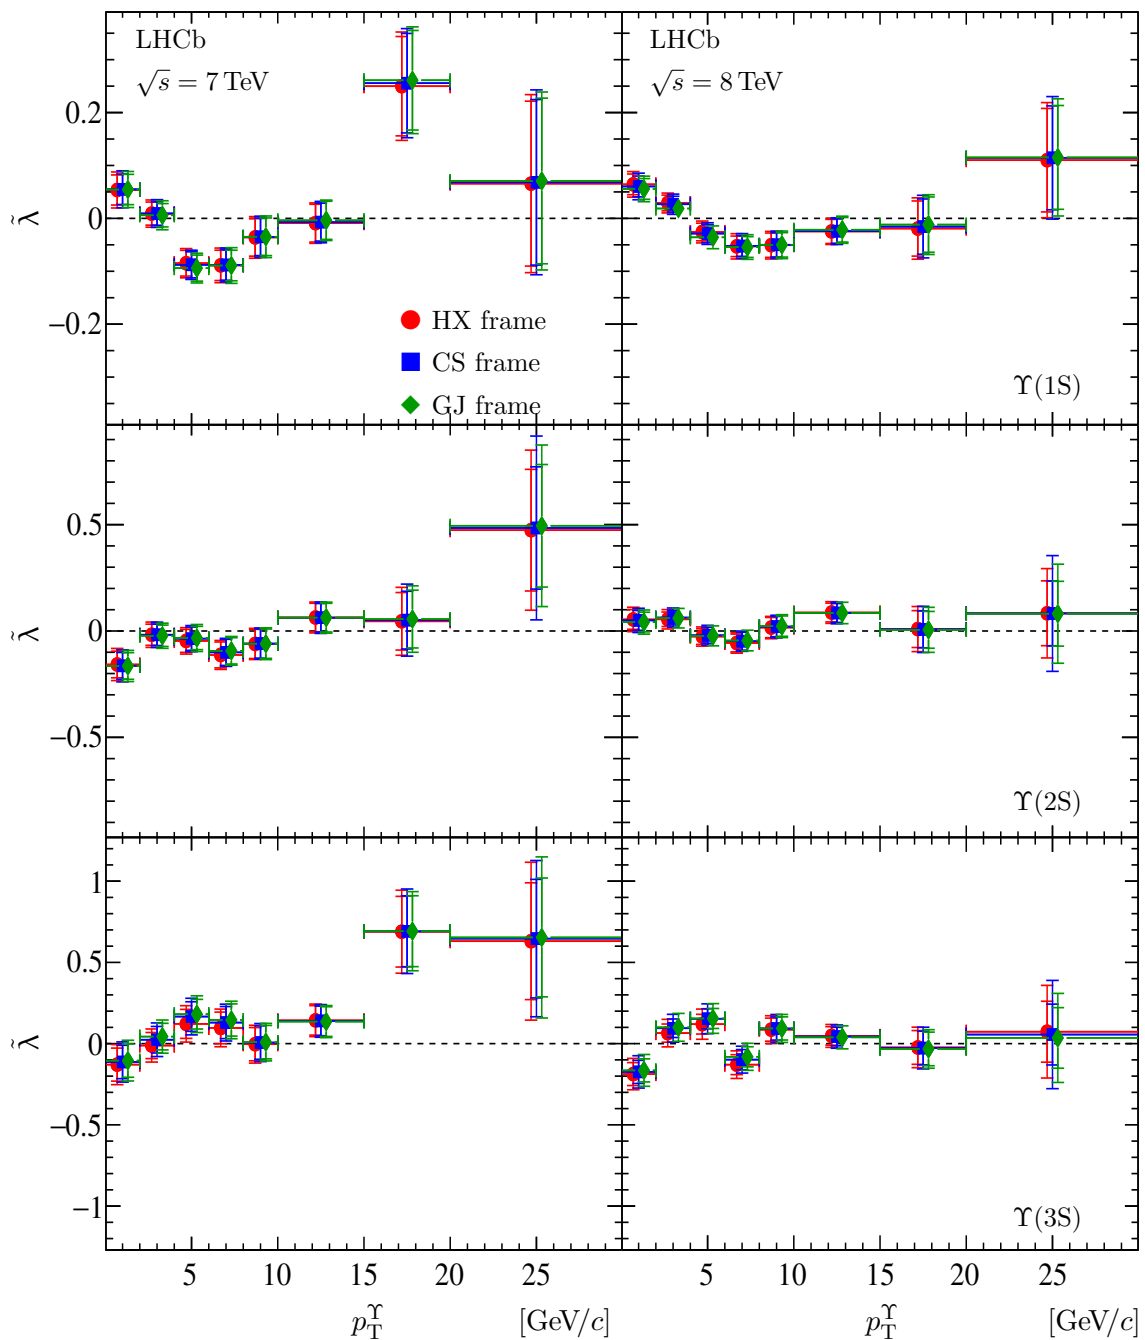 LHCb LHCb
√s = 7 TeV √s = 8 TeV
0.2
λ̃ 0
−0.2
HX frame
CS frame
GJ frame
ϒ(1S)
0.5
λ̃ 0
−0.5
ϒ(2S)
1
0.5
λ̃ 0
−0.5
−1
ϒ(3S)
5 10 15 20 25 5 10 15 20 25
p_T^ϒ [GeV/c] p_T^ϒ [GeV/c]